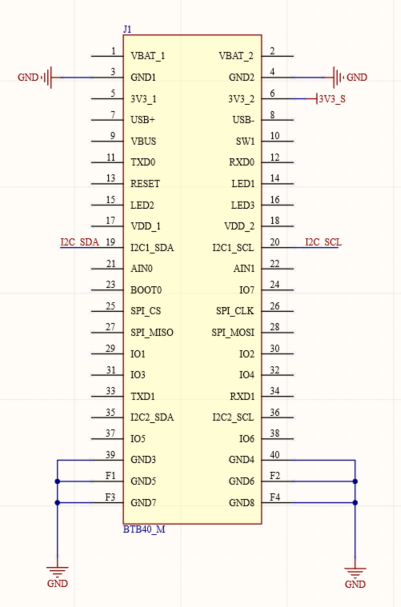 J1
1 VBAT_1 VBAT_2 2
GND 3 GND1 GND2 4 GND
5 3V3_1 3V3_2 6 3V3_S
7 USB+ USB- 8
9 VBUS SW1 10
11 TXD0 RXD0 12
13 RESET LED1 14
15 LED2 LED3 16
17 VDD_1 VDD_2 18
I2C_SDA 19 I2C1_SDA I2C1_SCL 20 I2C_SCL
21 AIN0 AIN1 22
23 BOOT0 IO7 24
25 SPI_CS SPI_CLK 26
27 SPI_MISO SPI_MOSI 28
29 IO1 IO2 30
31 IO3 IO4 32
33 TXD1 RXD1 34
35 I2C2_SDA I2C2_SCL 36
37 IO5 IO6 38
39 GND3 GND4 40
F1 GND5 GND6 F2
F3 GND7 GND8 F4
BTB40_M
GND GND